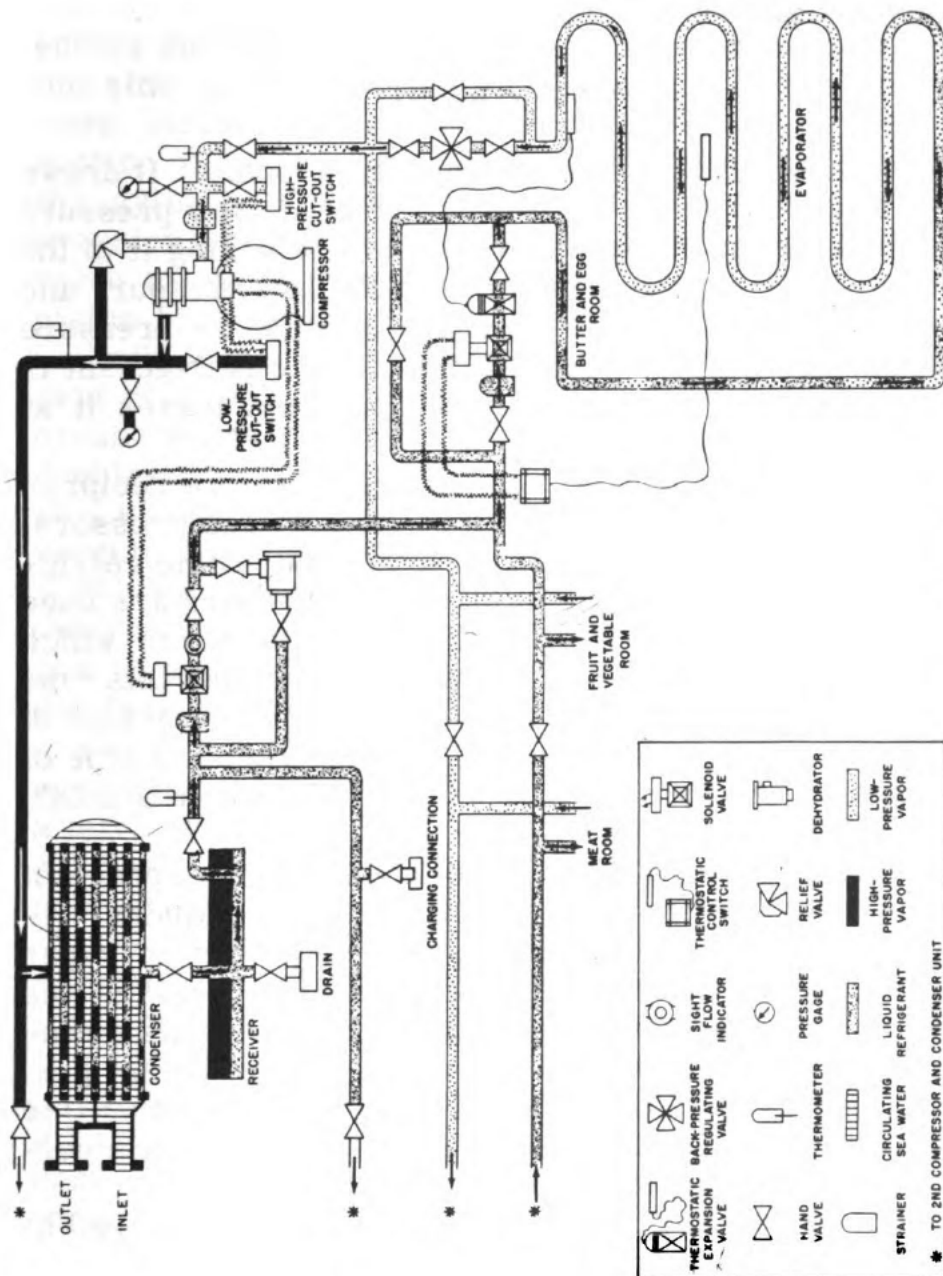 OUTLET
INLET
CONDENSER
RECEIVER
DRAIN
LOW-
PRESSURE
CUT-OUT
SWITCH
HIGH-
PRESSURE
CUT-OUT
SWITCH
COMPRESSOR
CHARGING CONNECTION
MEAT
ROOM
FRUIT AND
VEGETABLE
ROOM
BUTTER AND EGG
ROOM
EVAPORATOR
THERMOSTATIC
EXPANSION
VALVE
BACK-PRESSURE
REGULATING
VALVE
SIGHT
FLOW
INDICATOR
THERMOSTATIC
CONTROL
SWITCH
SOLENOID
VALVE
HAND
VALVE
THERMOMETER
PRESSURE
GAGE
RELIEF
VALVE
DEHYDRATOR
STRAINER
CIRCULATING
SEA WATER
LIQUID
REFRIGERANT
HIGH-
PRESSURE
VAPOR
LOW-
PRESSURE
VAPOR
* TO 2ND COMPRESSOR AND CONDENSER UNIT